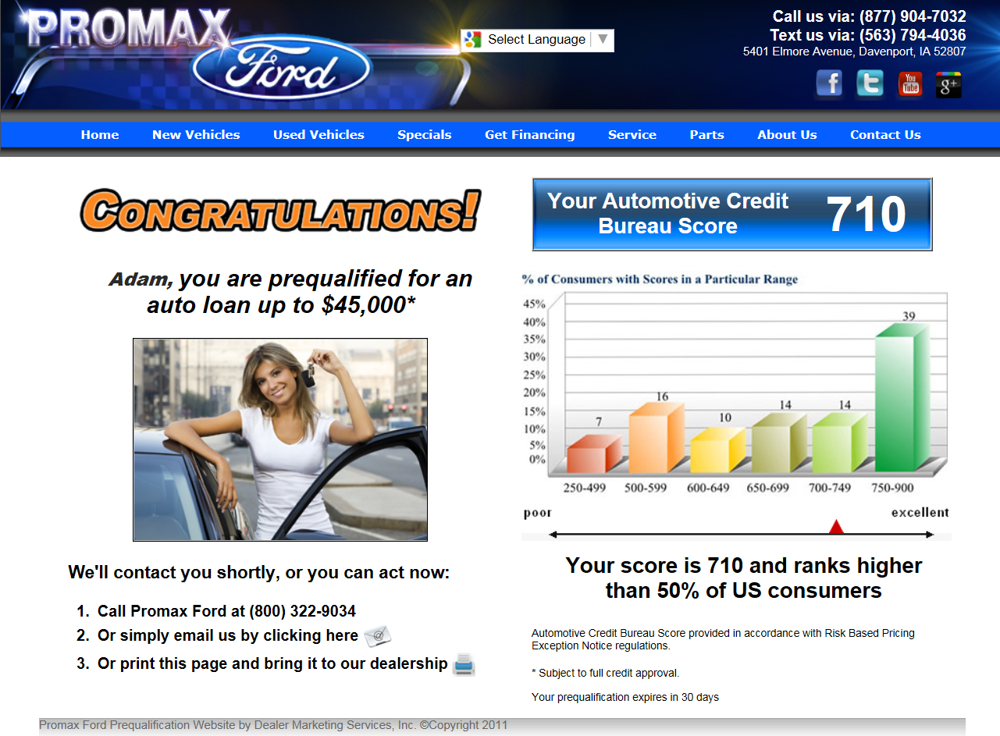 PROMAX
Ford
Select Language ▼
Call us via: (877) 904-7032
Text us via: (563) 794-4036
5401 Elmore Avenue, Davenport, IA 52807
f
t
You
Tube
g+
Home
New Vehicles
Used Vehicles
Specials
Get Financing
Service
Parts
About Us
Contact Us
CONGRATULATIONS!
Adam, you are prequalified for an
auto loan up to $45,000*
We'll contact you shortly, or you can act now:
1. Call Promax Ford at (800) 322-9034
2. Or simply email us by clicking here
3. Or print this page and bring it to our dealership
Your Automotive Credit
Bureau Score
710
% of Consumers with Scores in a Particular Range
45%
40%
35%
30%
25%
20%
15%
10%
5%
0%
7
16
10
14
14
39
250-499
500-599
600-649
650-699
700-749
750-900
poor
excellent
Your score is 710 and ranks higher
than 50% of US consumers
Automotive Credit Bureau Score provided in accordance with Risk Based Pricing
Exception Notice regulations.
* Subject to full credit approval.
Your prequalification expires in 30 days
Promax Ford Prequalification Website by Dealer Marketing Services, Inc. ©Copyright 2011